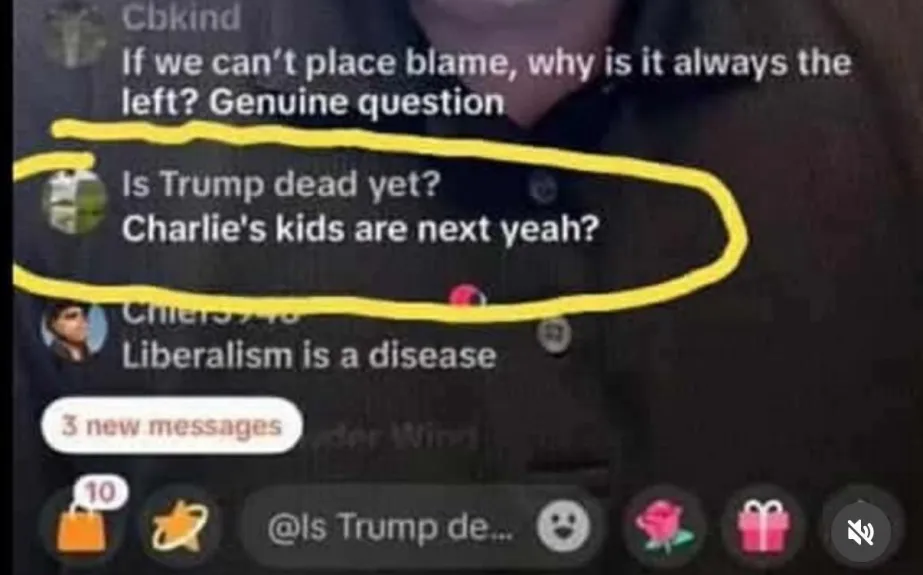 Cbkind
If we can't place blame, why is it always the
left? Genuine question
Is Trump dead yet?
Charlie's kids are next yeah?
Liberalism is a disease
3 new messages
Wind
10
@Is Trump de...